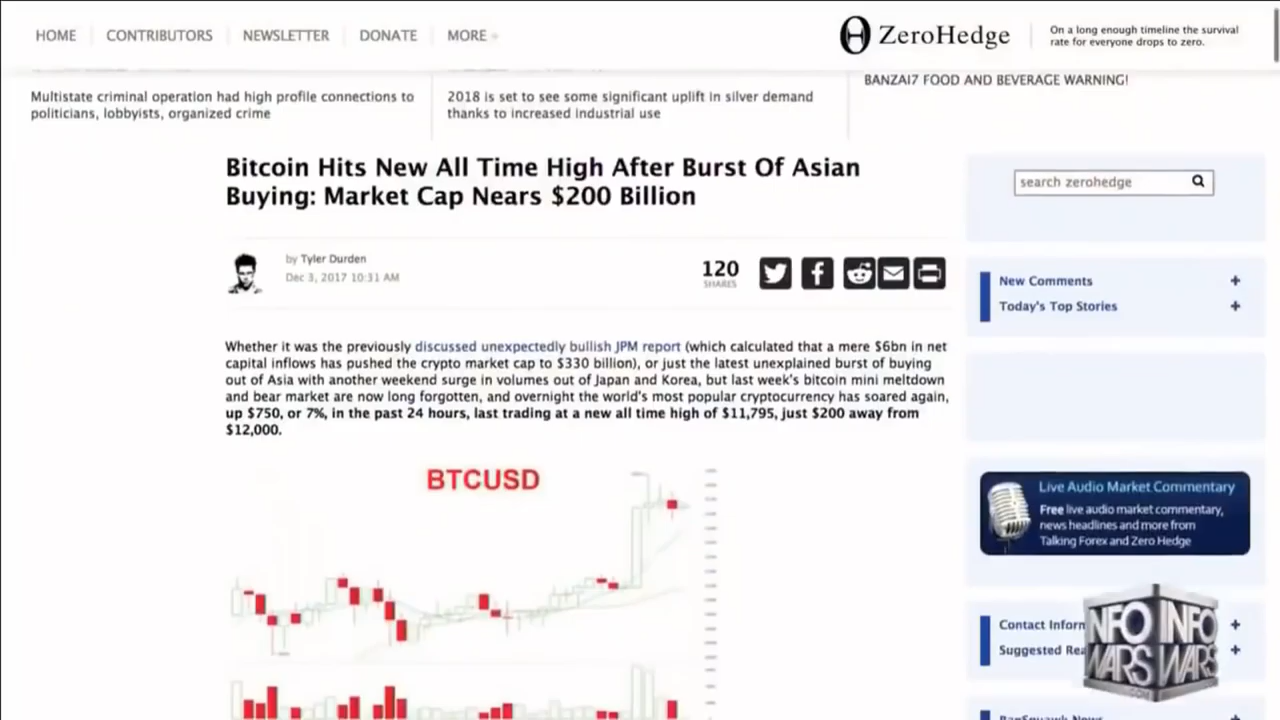 HOME
CONTRIBUTORS
NEWSLETTER
DONATE
MORE +
ZeroHedge
On a long enough timeline the survival
rate for everyone drops to zero.
Multistate criminal operation had high profile connections to
politicians, lobbyists, organized crime
2018 is set to see some significant uplift in silver demand
thanks to increased industrial use
BANZAI7 FOOD AND BEVERAGE WARNING!
Bitcoin Hits New All Time High After Burst Of Asian
Buying: Market Cap Nears $200 Billion
by Tyler Durden
Dec 3, 2017 10:31 AM
120
SHARES
Whether it was the previously discussed unexpectedly bullish JPM report (which calculated that a mere $6bn in net
capital inflows has pushed the crypto market cap to $330 billion), or just the latest unexplained burst of buying
out of Asia with another weekend surge in volumes out of Japan and Korea, but last week's bitcoin mini meltdown
and bear market are now long forgotten, and overnight the world's most popular cryptocurrency has soared again,
up $750, or 7%, in the past 24 hours, last trading at a new all time high of $11,795, just $200 away from
$12,000.
BTCUSD
search zerohedge
New Comments +
Today's Top Stories +
Live Audio Market Commentary
Free live audio market commentary,
news headlines and more from
Talking Forex and Zero Hedge
Contact Inform +
Suggested Rea +
INFO
WARS
.com
INFO
WARS